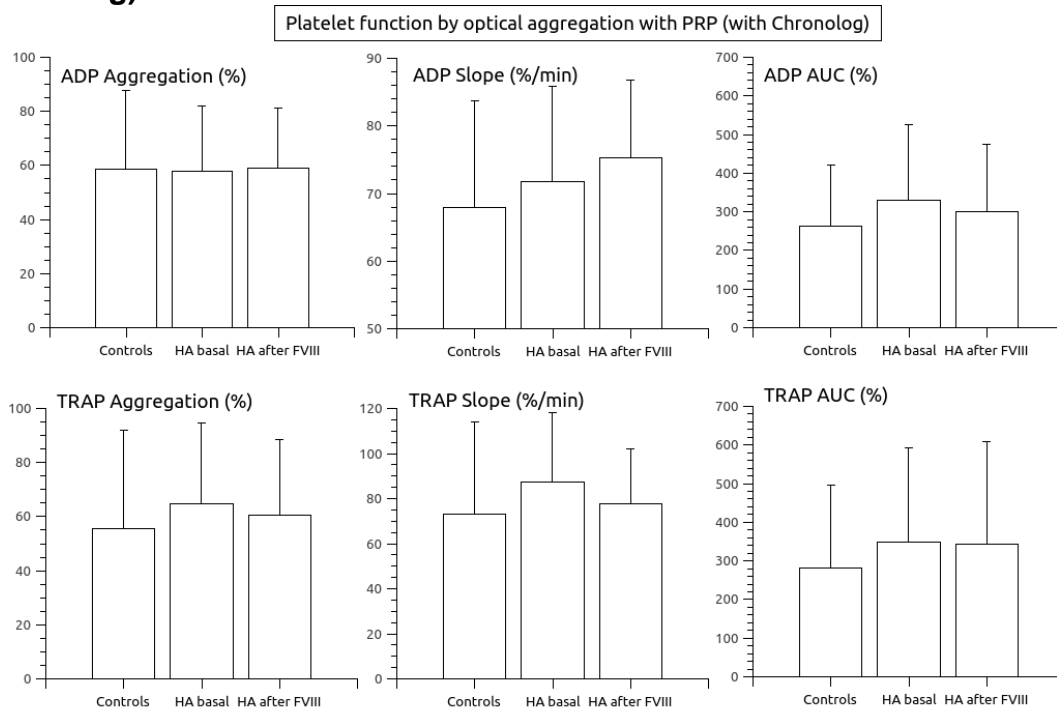 g)
Platelet function by optical aggregation with PRP (with Chronolog)
ADP Aggregation (%)
100
80
60
40
20
0
Controls HA basal HA after FVIII
ADP Slope (%/min)
90
80
70
60
50
Controls HA basal HA after FVIII
ADP AUC (%)
700
600
500
400
300
200
100
0
Controls HA basal HA after FVIII
TRAP Aggregation (%)
100
80
60
40
20
0
Controls HA basal HA after FVIII
TRAP Slope (%/min)
120
100
80
60
40
20
0
Controls HA basal HA after FVIII
TRAP AUC (%)
700
600
500
400
300
200
100
0
Controls HA basal HA after FVIII